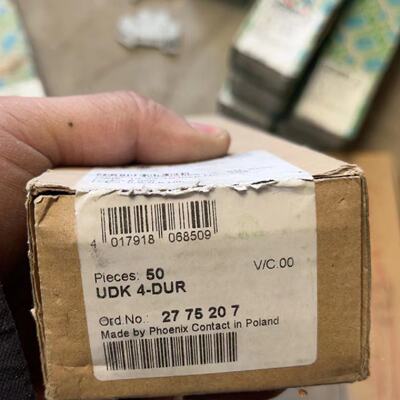 4 017918 068509
Pieces: 50
V/C.00
UDK 4-DUR
Ord.No.: 27 75 20 7
Made by Phoenix Contact in Poland